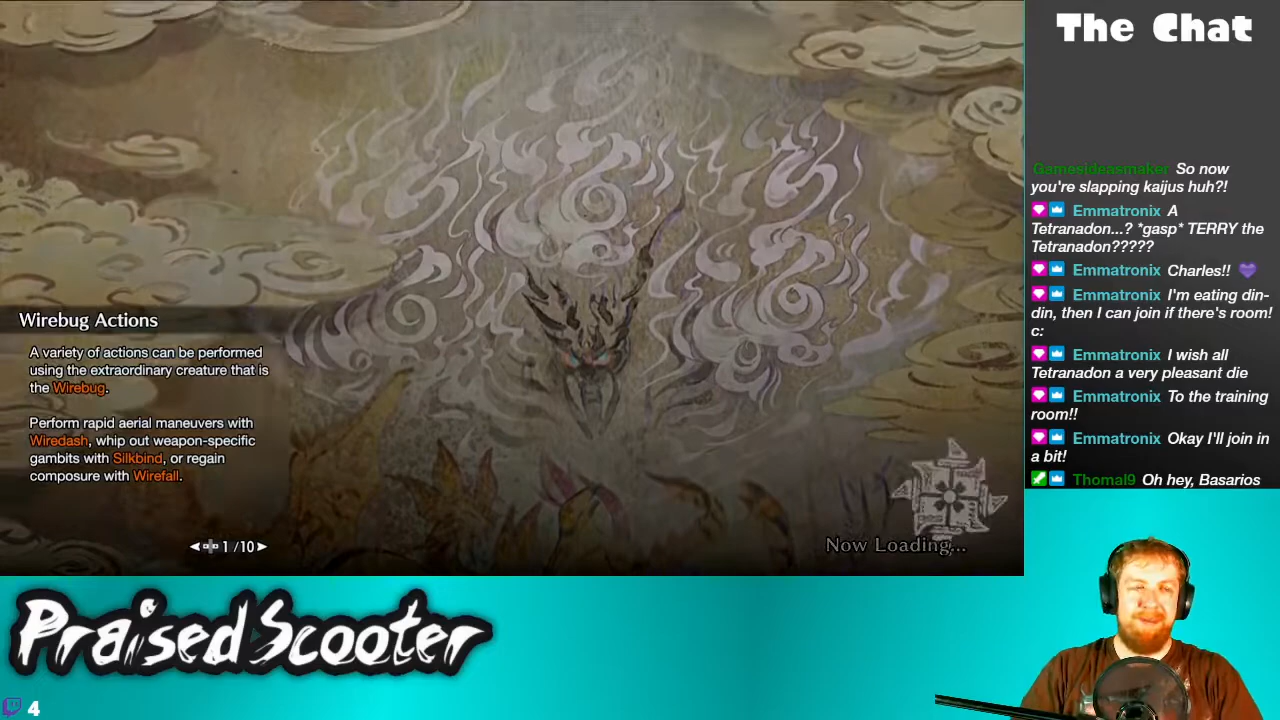 The Chat
Gamesideasmaker So now
you're slapping kaijus huh?!
Emmatronix A
Tetranadon...? *gasp* TERRY the
Tetranadon?????
Emmatronix Charles!!
Emmatronix I'm eating din-
din, then I can join if there's room!
c:
Emmatronix I wish all
Tetranadon a very pleasant die
Emmatronix To the training
room!!
Emmatronix Okay I'll join in
a bit!
Thomal9 Oh hey, Basarios
Wirebug Actions
A variety of actions can be performed
using the extraordinary creature that is
the Wirebug.
Perform rapid aerial maneuvers with
Wiredash, whip out weapon-specific
gambits with Silkbind, or regain
composure with Wirefall.
1 /10
Now Loading...
PraisedScooter
4